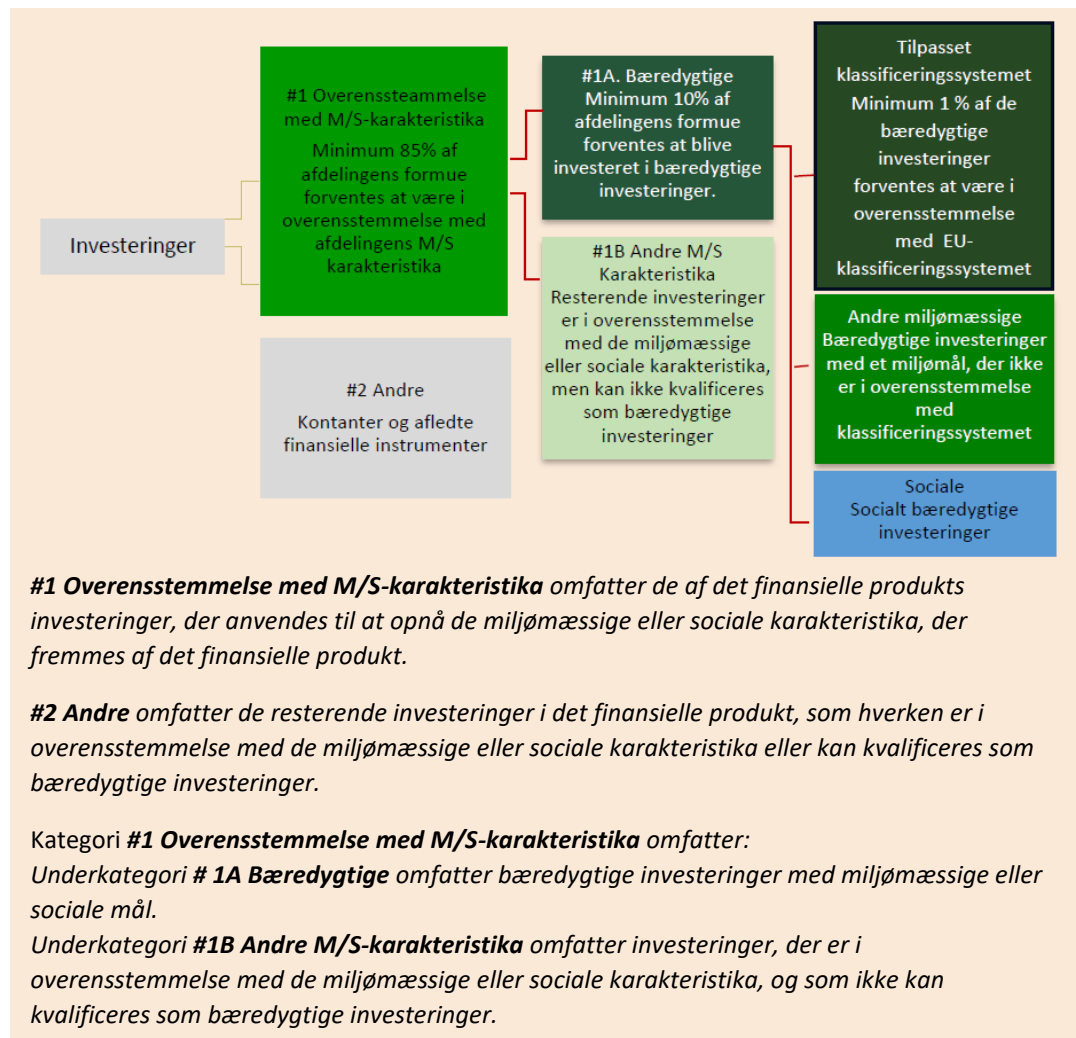 Investeringer
#1 Overenssteammelse
med M/S-karakteristika
Minimum 85% af
afdelingens formue
forventes at være i
overensstemmelse med
afdelingens M/S
karakteristika
#2 Andre
Kontanter og afledte
finansielle instrumenter
#1A. Bæredygtige
Minimum 10% af
afdelingens formue
forventes at blive
investeret i bæredygtige
investeringer.
#1B Andre M/S
Karakteristika
Resterende investeringer
er i overensstemmelse
med de miljømæssige
eller sociale karakteristika,
men kan ikke kvalificeres
som bæredygtige
investeringer
Tilpasset
klassificeringssystemet
Minimum 1 % af de
bæredygtige
investeringer
forventes at være i
overensstemmelse
med EU-
klassificeringssystemet
Andre miljømæssige
Bæredygtige investeringer
med et miljømål, der ikke
er i overensstemmelse
med
klassificeringssystemet
Sociale
Socialt bæredygtige
investeringer
#1 Overensstemmelse med M/S-karakteristika omfatter de af det finansielle produkts
investeringer, der anvendes til at opnå de miljømæssige eller sociale karakteristika, der
fremmes af det finansielle produkt.
#2 Andre omfatter de resterende investeringer i det finansielle produkt, som hverken er i
overensstemmelse med de miljømæssige eller sociale karakteristika eller kan kvalificeres som
bæredygtige investeringer.
Kategori #1 Overensstemmelse med M/S-karakteristika omfatter:
Underkategori # 1A Bæredygtige omfatter bæredygtige investeringer med miljømæssige eller
sociale mål.
Underkategori #1B Andre M/S-karakteristika omfatter investeringer, der er i
overensstemmelse med de miljømæssige eller sociale karakteristika, og som ikke kan
kvalificeres som bæredygtige investeringer.